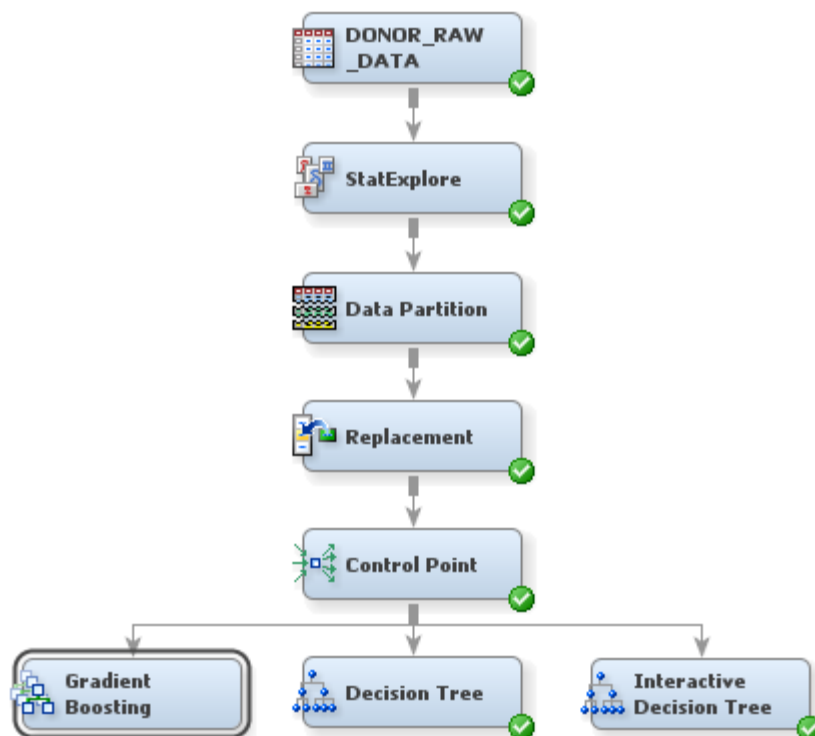 DONOR_RAW
_DATA
StatExplore
Data Partition
Replacement
Control Point
Gradient
Boosting
Decision Tree
Interactive
Decision Tree